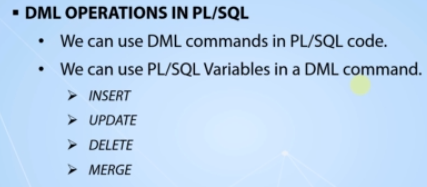 ▪ DML OPERATIONS IN PL/SQL
• We can use DML commands in PL/SQL code.
• We can use PL/SQL Variables in a DML command.
➢ INSERT
➢ UPDATE
➢ DELETE
➢ MERGE